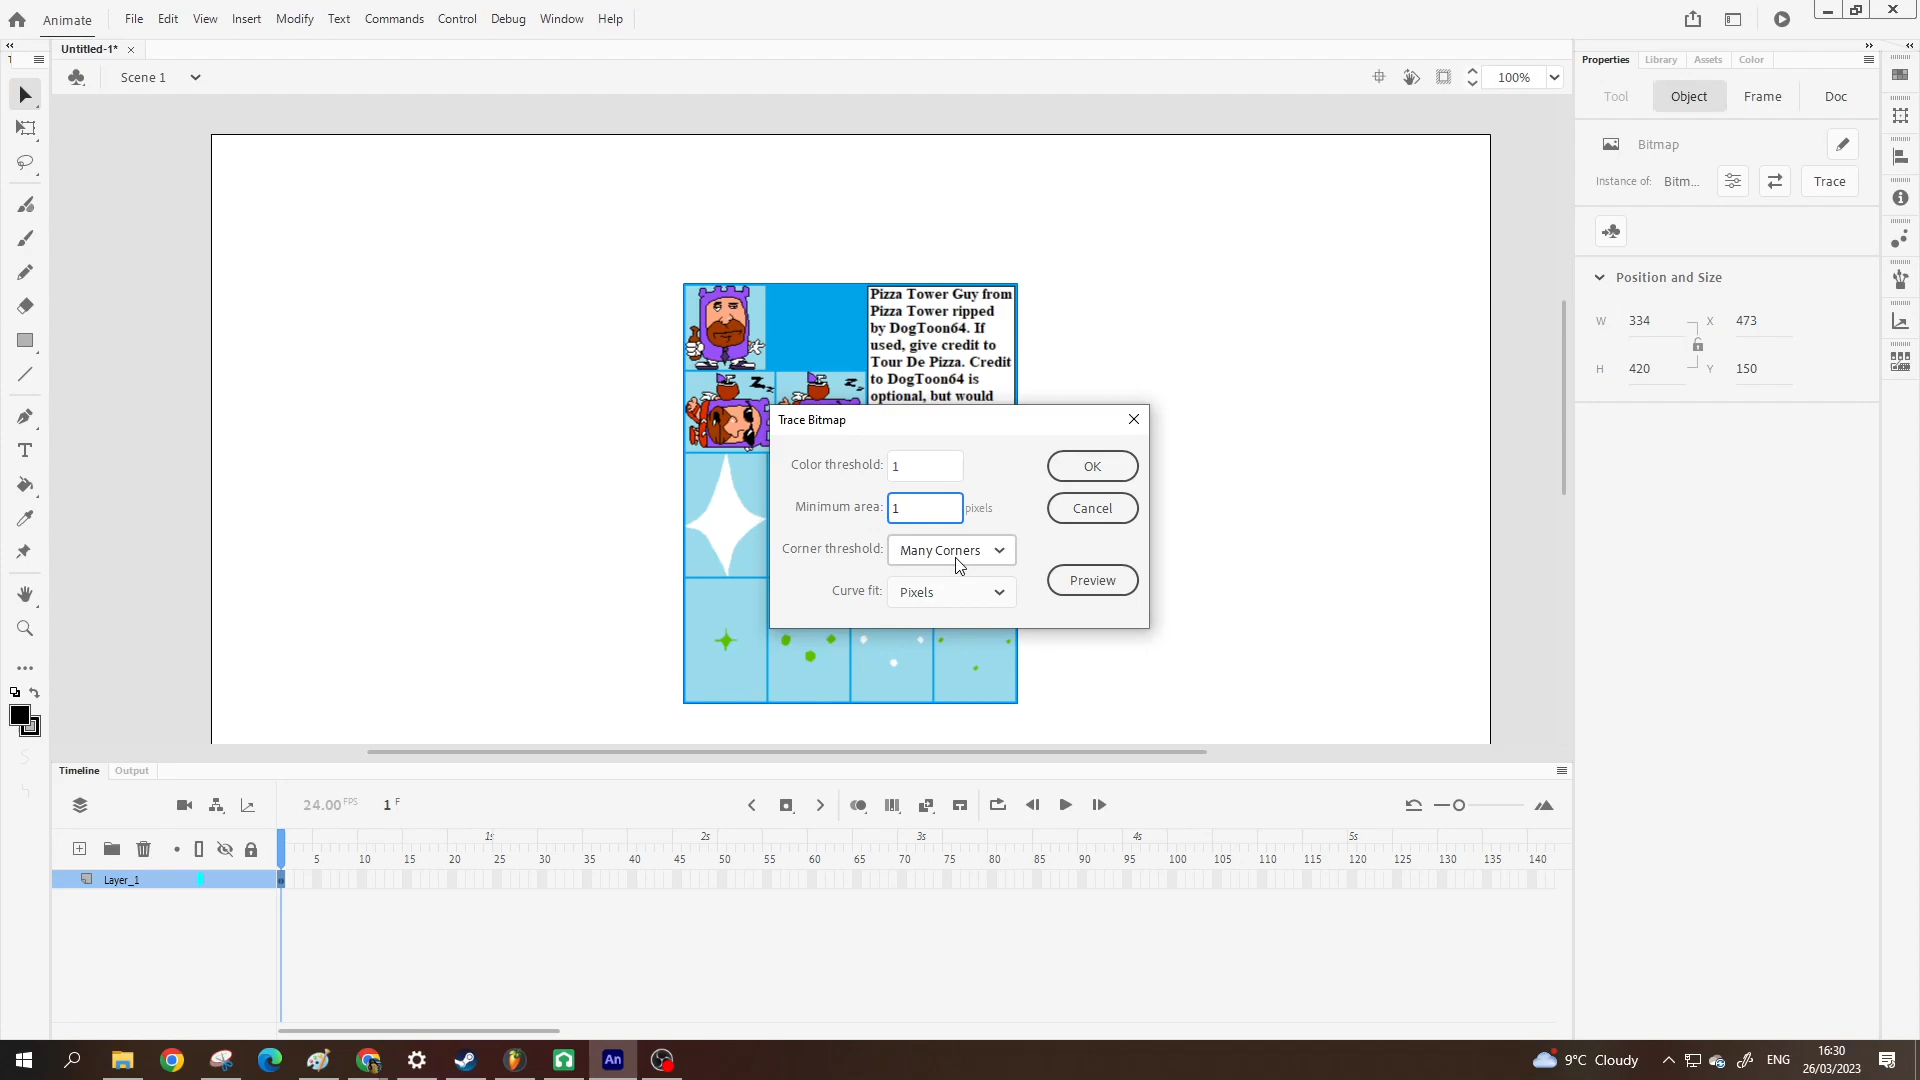 Animate File Edit View Insert Modify Text Commands Control Debug Window Help
Untitled-1*
Scene 1
100%
Properties Library Assets Color
Tool Object Frame Doc
Bitmap
Instance of: Bitm... Trace
Position and Size
W 334 X 473
H 420 Y 150
Pizza Tower Guy from
Pizza Tower ripped
by DogToon64. If
used, give credit to
Tour De Pizza. Credit
to DogToon64 is
optional, but would
Trace Bitmap
Color threshold: 1 OK
Minimum area: 1 pixels Cancel
Corner threshold: Many Corners
Curve fit: Pixels Preview
Timeline Output
24.00 FPS 1 F
1s 2s 3s 4s 5s
5 10 15 20 25 30 35 40 45 50 55 60 65 70 75 80 85 90 95 100 105 110 115 120 125 130 135 140
Layer_1
An
9°C Cloudy ENG
16:30
26/03/2023